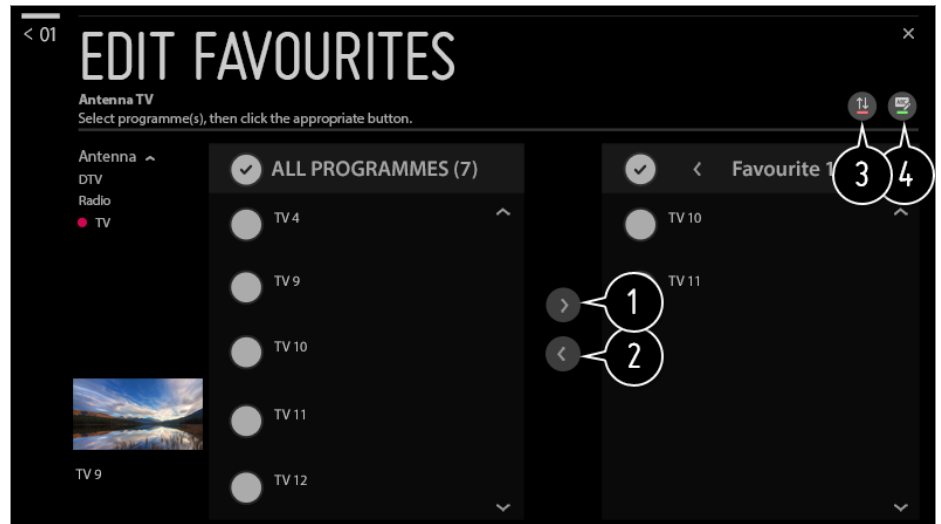 < 01
EDIT FAVOURITES
Antenna TV
Select programme(s), then click the appropriate button.
3
4
Antenna
DTV
Radio
TV
ALL PROGRAMMES (7)
TV 4
TV 9
TV 10
TV 11
TV 12
1
2
Favourite 1
TV 10
TV 11
TV 9